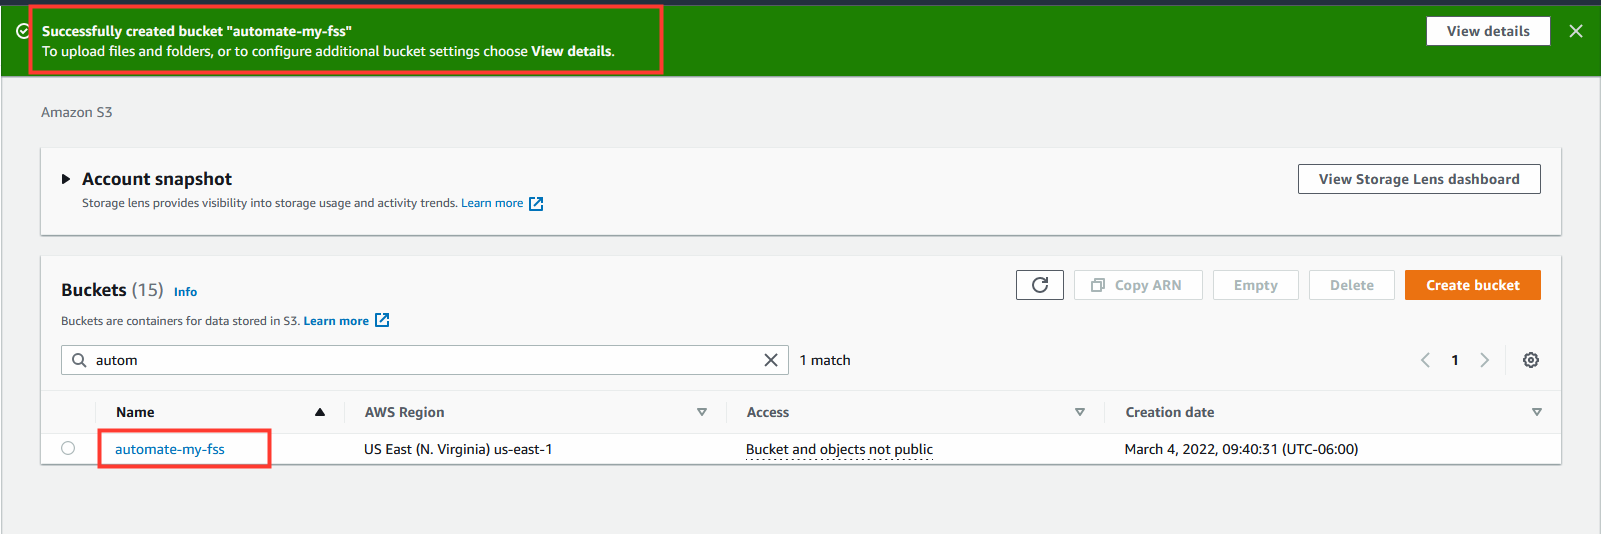 Successfully created bucket "automate-my-fss"
To upload files and folders, or to configure additional bucket settings choose View details.
View details
Amazon S3
Account snapshot
View Storage Lens dashboard
Storage lens provides visibility into storage usage and activity trends. Learn more
Buckets (15) Info
Copy ARN
Empty
Delete
Create bucket
Buckets are containers for data stored in S3. Learn more
autom
1 match
1
Name AWS Region Access Creation date
automate-my-fss US East (N. Virginia) us-east-1 Bucket and objects not public March 4, 2022, 09:40:31 (UTC-06:00)